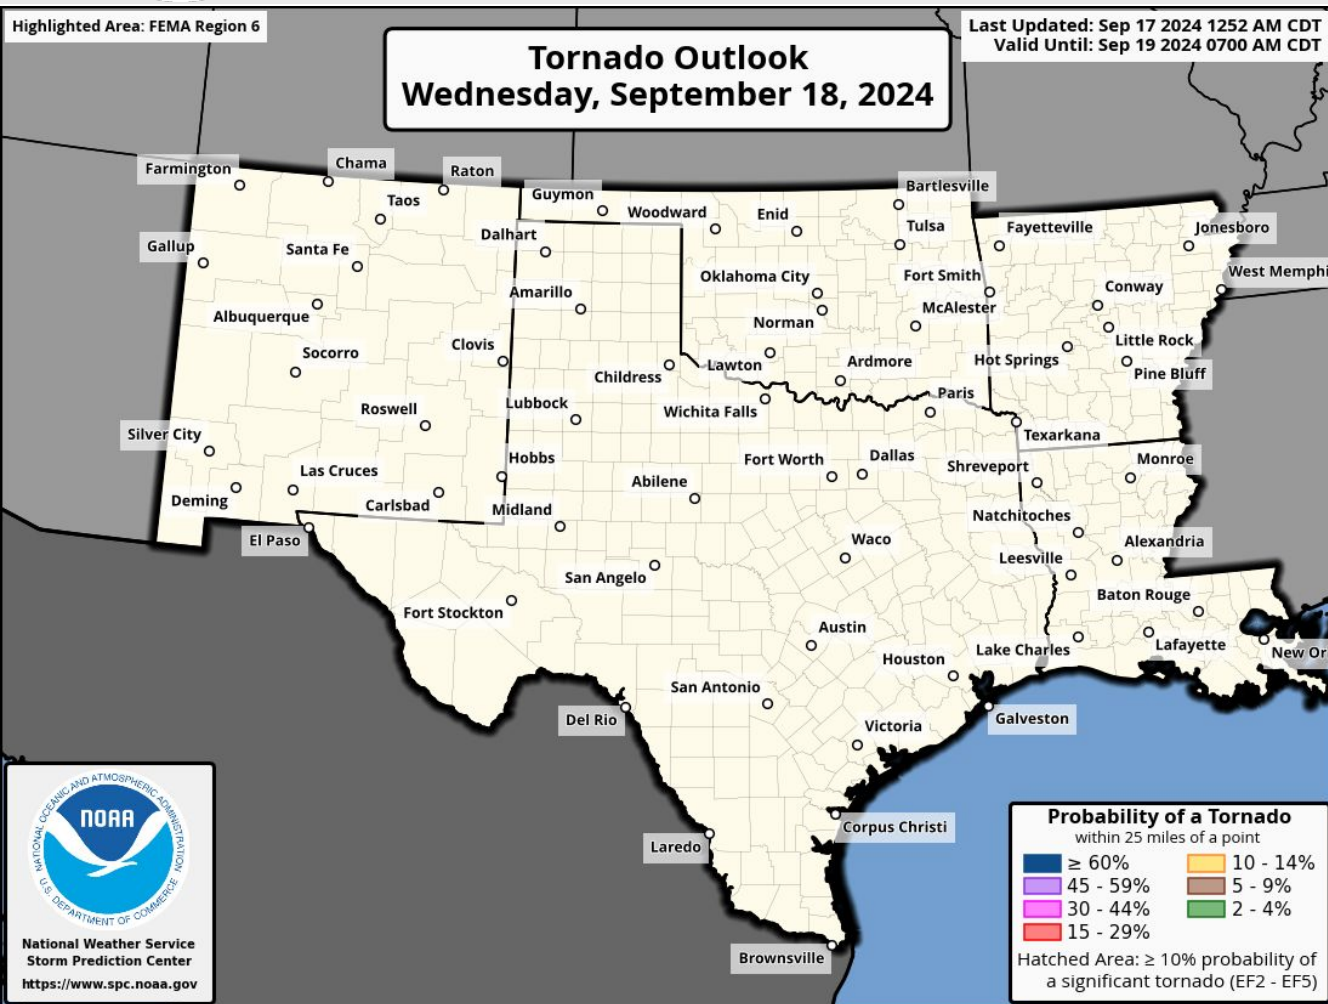 Highlighted Area: FEMA Region 6
Last Updated: Sep 17 2024 1252 AM CDT
Valid Until: Sep 19 2024 0700 AM CDT
Tornado Outlook
Wednesday, September 18, 2024
Farmington
Chama
Raton
Taos
Guymon
Woodward
Enid
Bartlesville
Tulsa
Fayetteville
Jonesboro
Gallup
Santa Fe
Dalhart
Oklahoma City
Fort Smith
West Memphi
Albuquerque
Amarillo
Norman
McAlester
Conway
Little Rock
Socorro
Clovis
Childress
Lawton
Ardmore
Hot Springs
Pine Bluff
Roswell
Lubbock
Wichita Falls
Paris
Texarkana
Silver City
Las Cruces
Hobbs
Abilene
Fort Worth
Dallas
Shreveport
Monroe
Deming
Carlsbad
Midland
Natchitoches
El Paso
San Angelo
Waco
Leesville
Alexandria
Fort Stockton
Austin
Baton Rouge
Houston
Lake Charles
Lafayette
New Or
San Antonio
Del Rio
Victoria
Galveston
Laredo
Corpus Christi
Brownsville
NATIONAL OCEANIC AND ATMOSPHERIC ADMINISTRATION
NOAA
U.S. DEPARTMENT OF COMMERCE
National Weather Service
Storm Prediction Center
https://www.spc.noaa.gov
Probability of a Tornado
within 25 miles of a point
≥ 60%
10 - 14%
45 - 59%
5 - 9%
30 - 44%
2 - 4%
15 - 29%
Hatched Area: ≥ 10% probability of
a significant tornado (EF2 - EF5)